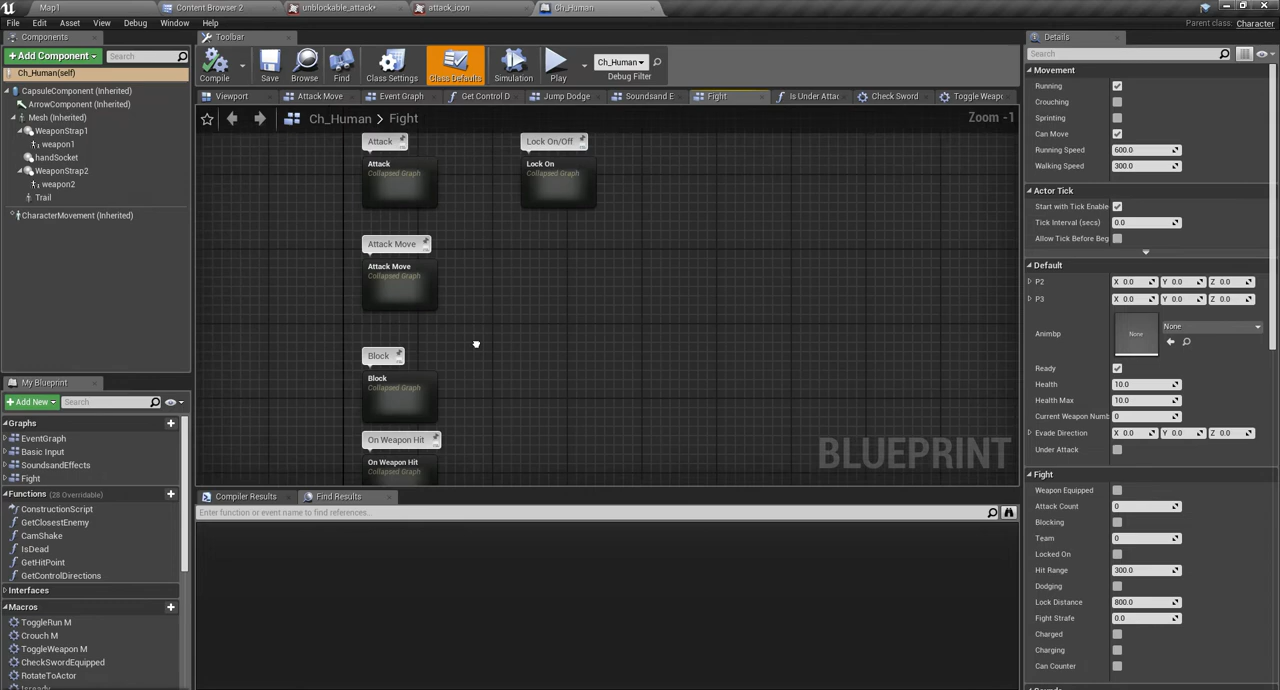 Map1
Content Browser 2
unblockable_attack*
attack_icon
Ch_Human
File Edit Asset View Debug Window Help
Parent class: Character
Components
Toolbar
Details
+Add Component
Search
Compile
Save
Browse
Find
Class Settings
Class Defaults
Simulation
Play
Ch_Human
Debug Filter
Search
Ch_Human(self)
CapsuleComponent (Inherited)
ArrowComponent (Inherited)
Mesh (Inherited)
WeaponStrap1
weapon1
handSocket
WeaponStrap2
weapon2
Trail
CharacterMovement (Inherited)
Viewport
Attack Move
Event Graph
Get Control D
Jump Dodge
Soundsand E
Fight
Is Under Attac
Check Sword
Toggle Weapo
Ch_Human > Fight
Zoom -1
Attack
Attack
Collapsed Graph
Lock On/Off
Lock On
Collapsed Graph
Attack Move
Attack Move
Collapsed Graph
Block
Block
Collapsed Graph
On Weapon Hit
On Weapon Hit
Collapsed Graph
BLUEPRINT
Movement
Running
Crouching
Sprinting
Can Move
Running Speed 600.0
Walking Speed 300.0
Actor Tick
Start with Tick Enable
Tick Interval (secs) 0.0
Allow Tick Before Beg
Default
P2 X 0.0 Y 0.0 Z 0.0
P3 X 0.0 Y 0.0 Z 0.0
Animbp None None
Ready
Health 10.0
Health Max 10.0
Current Weapon Numb 0
Evade Direction X 0.0 Y 0.0 Z 0.0
Under Attack
Fight
Weapon Equipped
Attack Count 0
Blocking
Team 0
Locked On
Hit Range 300.0
Dodging
Lock Distance 800.0
Fight Strafe 0.0
Charged
Charging
Can Counter
My Blueprint
+Add New
Search
Graphs
EventGraph
Basic Input
SoundsandEffects
Fight
Functions (28 Overridable)
ConstructionScript
GetClosestEnemy
CamShake
IsDead
GetHitPoint
GetControlDirections
Interfaces
Macros
ToggleRun M
Crouch M
ToggleWeapon M
CheckSwordEquipped
RotateToActor
Compiler Results
Find Results
Enter function or event name to find references...